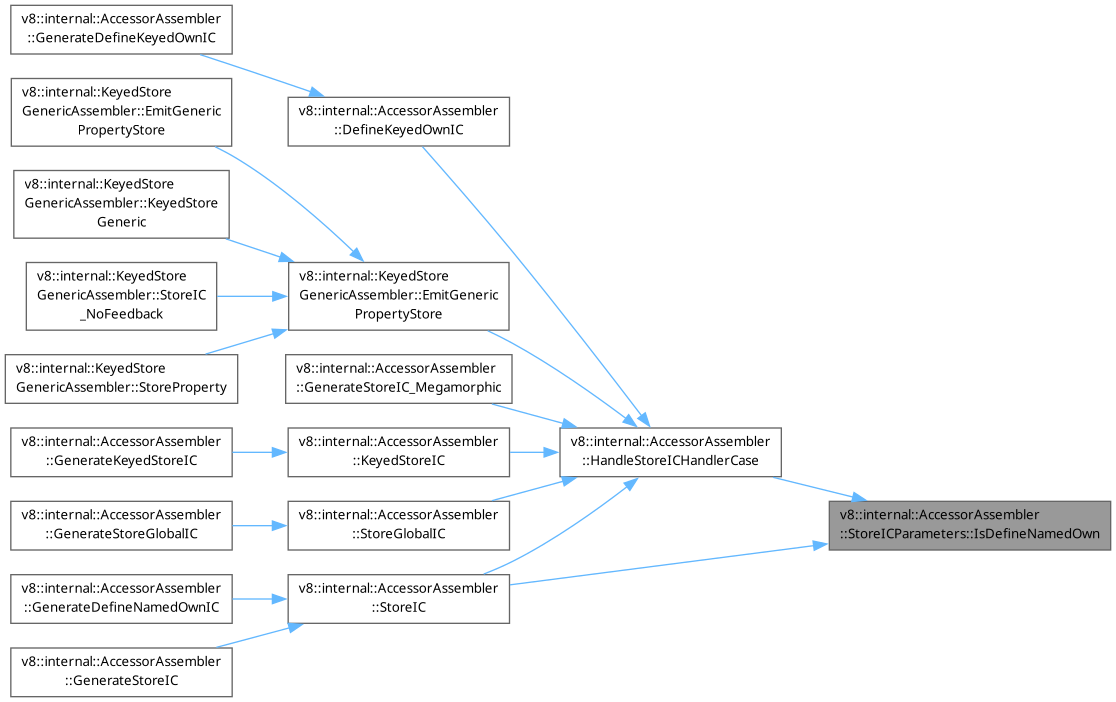 v8::internal::AccessorAssembler
::GenerateDefineKeyedOwnIC
v8::internal::KeyedStore
GenericAssembler::EmitGeneric
PropertyStore
v8::internal::KeyedStore
GenericAssembler::KeyedStore
Generic
v8::internal::KeyedStore
GenericAssembler::StoreIC
_NoFeedback
v8::internal::KeyedStore
GenericAssembler::StoreProperty
v8::internal::AccessorAssembler
::GenerateKeyedStoreIC
v8::internal::AccessorAssembler
::GenerateStoreGlobalIC
v8::internal::AccessorAssembler
::GenerateDefineNamedOwnIC
v8::internal::AccessorAssembler
::GenerateStoreIC
v8::internal::AccessorAssembler
::DefineKeyedOwnIC
v8::internal::KeyedStore
GenericAssembler::EmitGeneric
PropertyStore
v8::internal::AccessorAssembler
::GenerateStoreIC_Megamorphic
v8::internal::AccessorAssembler
::KeyedStoreIC
v8::internal::AccessorAssembler
::StoreGlobalIC
v8::internal::AccessorAssembler
::StoreIC
v8::internal::AccessorAssembler
::HandleStoreICHandlerCase
v8::internal::AccessorAssembler
::StoreICParameters::IsDefineNamedOwn